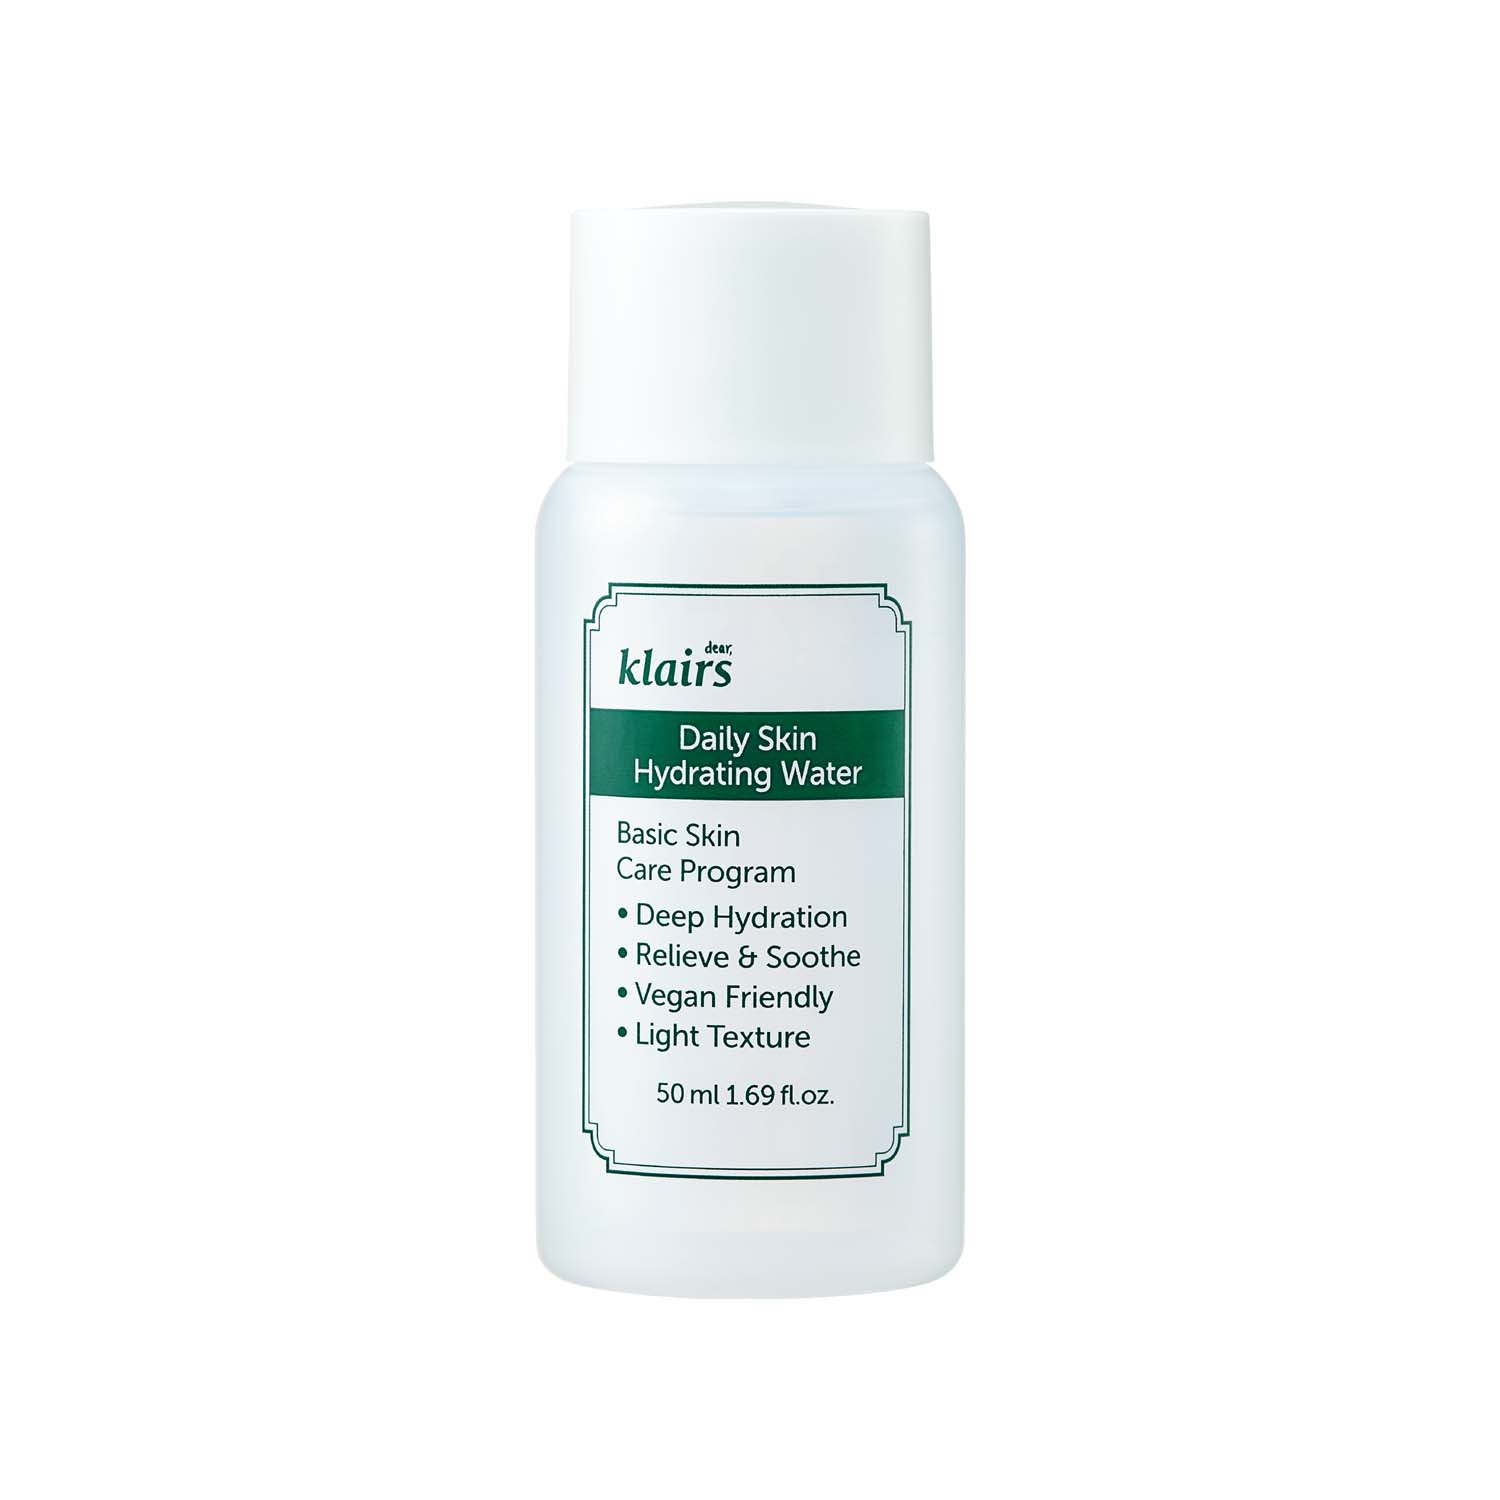 dear,
klairs
Daily Skin
Hydrating Water
Basic Skin
Care Program
• Deep Hydration
• Relieve & Soothe
• Vegan Friendly
• Light Texture
50 ml 1.69 fl.oz.